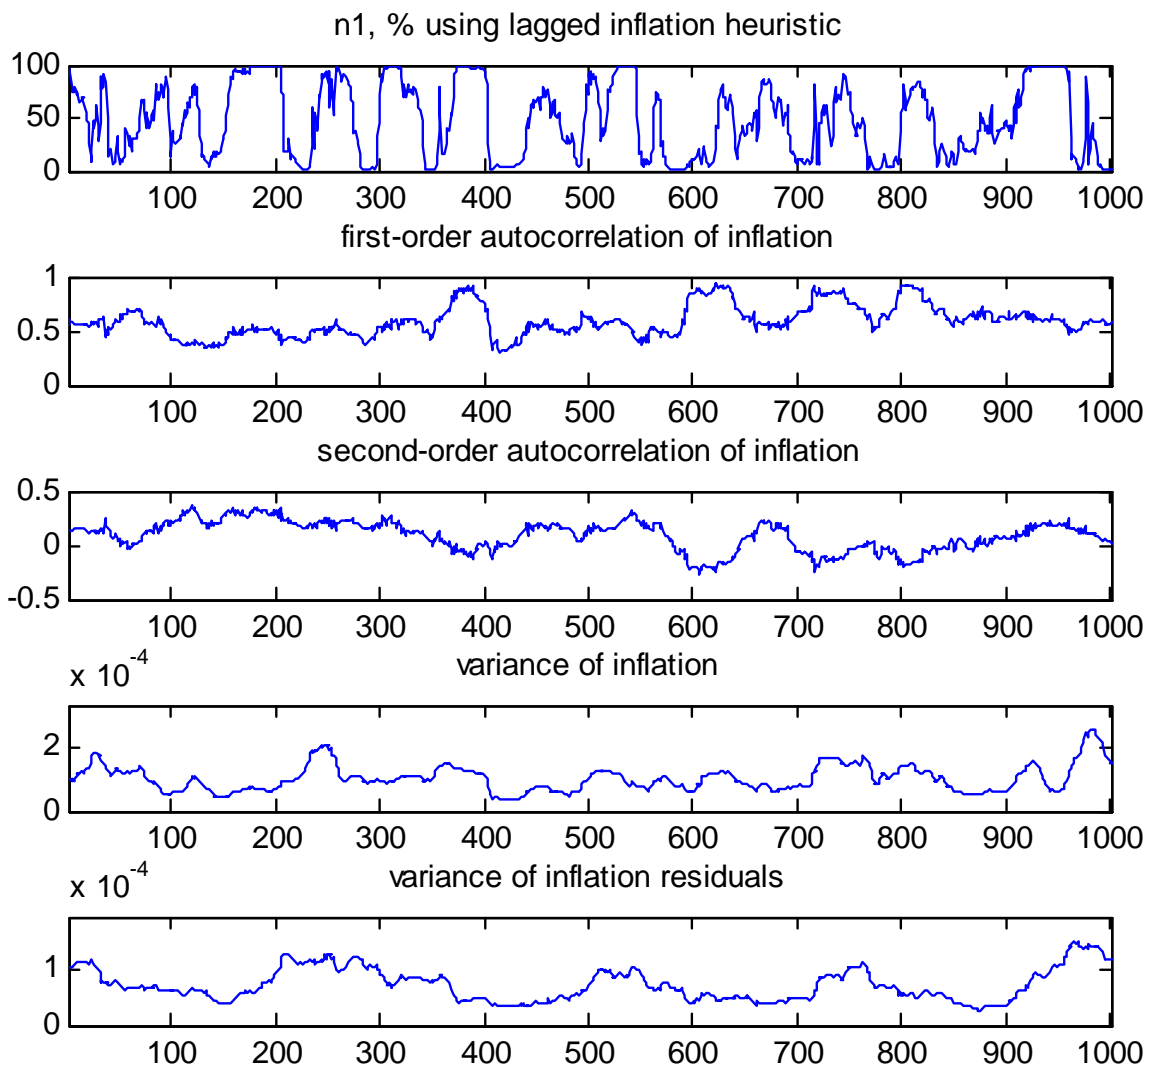 n1, % using lagged inflation heuristic
100
50
0
100 200 300 400 500 600 700 800 900 1000
first-order autocorrelation of inflation
1
0.5
0
100 200 300 400 500 600 700 800 900 1000
second-order autocorrelation of inflation
0.5
0
-0.5
100 200 300 400 500 600 700 800 900 1000
x 10^-4 variance of inflation
2
0
100 200 300 400 500 600 700 800 900 1000
x 10^-4 variance of inflation residuals
1
0
100 200 300 400 500 600 700 800 900 1000